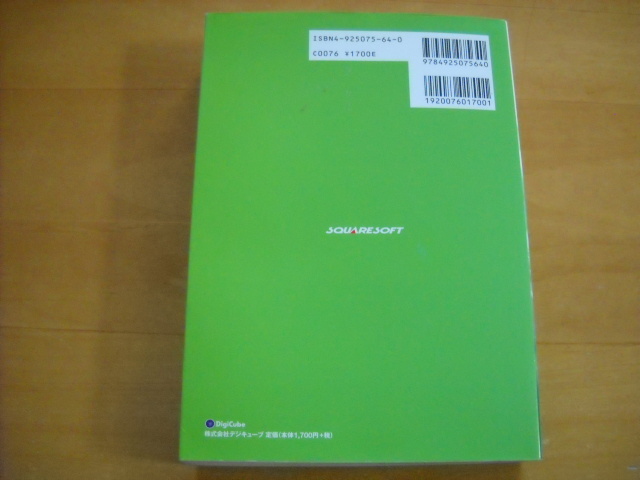 ISBN4-925075-64-0
C0076 ¥1700E
9784925075640
1920076017001
SQUARESOFT
DigiCube
株式会社デジキューブ 定価(本体1,700円+税)